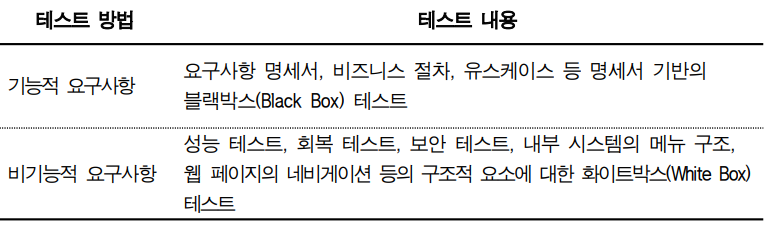 테스트 방법 테스트 내용
기능적 요구사항
요구사항 명세서, 비즈니스 절차, 유스케이스 등 명세서 기반의
블랙박스(Black Box) 테스트
비기능적 요구사항
성능 테스트, 회복 테스트, 보안 테스트, 내부 시스템의 메뉴 구조,
웹 페이지의 네비게이션 등의 구조적 요소에 대한 화이트박스(White Box)
테스트